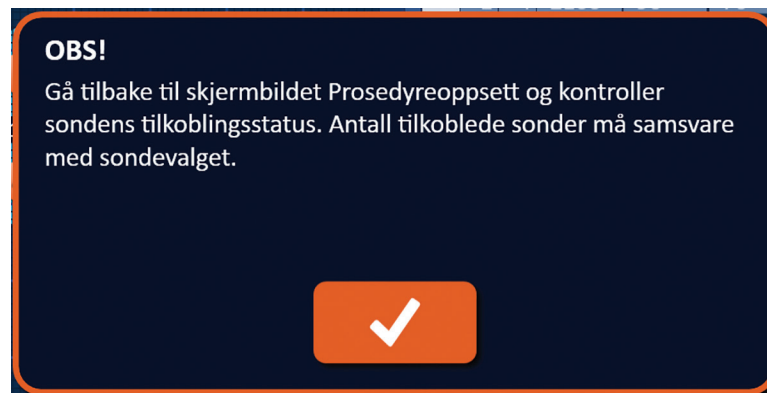 OBS!
Gå tilbake til skjermbildet Prosedyreoppsett og kontroller
sondens tilkoblingsstatus. Antall tilkoblede sonder må samsvare
med sondevalget.